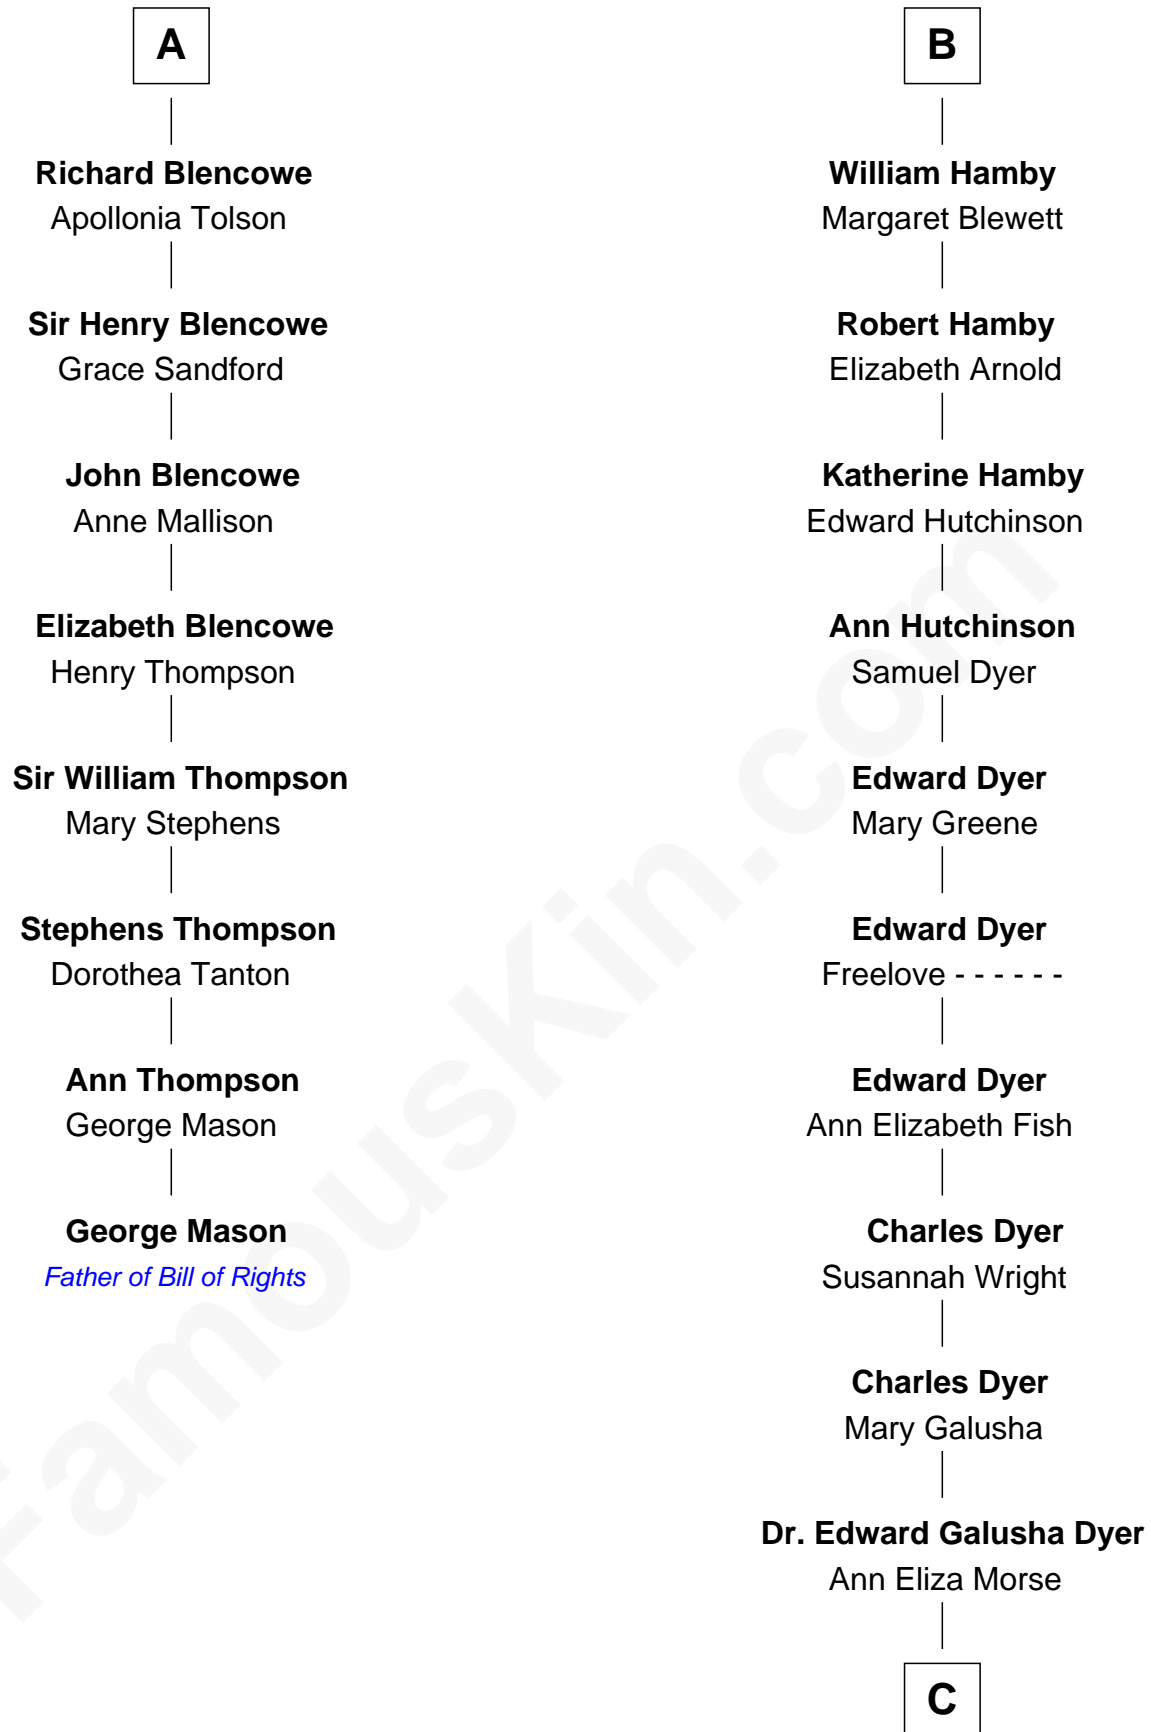 A
Richard Blencowe
Apollonia Tolson
Sir Henry Blencowe
Grace Sandford
John Blencowe
Anne Mallison
Elizabeth Blencowe
Henry Thompson
Sir William Thompson
Mary Stephens
Stephens Thompson
Dorothea Tanton
Ann Thompson
George Mason
George Mason
Father of Bill of Rights
B
William Hamby
Margaret Blewett
Robert Hamby
Elizabeth Arnold
Katherine Hamby
Edward Hutchinson
Ann Hutchinson
Samuel Dyer
Edward Dyer
Mary Greene
Edward Dyer
Freelove - - - - - -
Edward Dyer
Ann Elizabeth Fish
Charles Dyer
Susannah Wright
Charles Dyer
Mary Galusha
Dr. Edward Galusha Dyer
Ann Eliza Morse
C
FamousKin.com